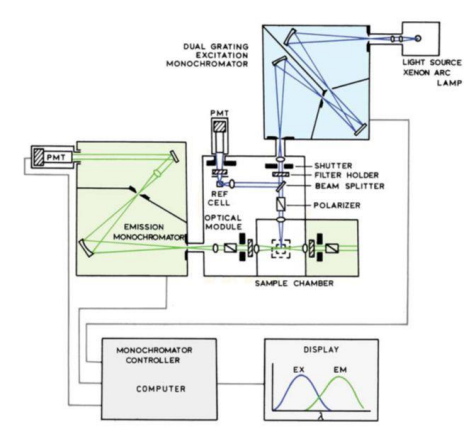 DUAL GRATING
EXCITATION
MONOCHROMATOR
LIGHT SOURCE
XENON ARC
LAMP
PMT
PMT
SHUTTER
FILTER HOLDER
BEAM SPLITTER
REF
CELL
POLARIZER
OPTICAL
MODULE
EMISSION
MONOCHROMATOR
SAMPLE CHAMBER
MONOCHROMATOR
CONTROLLER
COMPUTER
DISPLAY
EX EM
λ